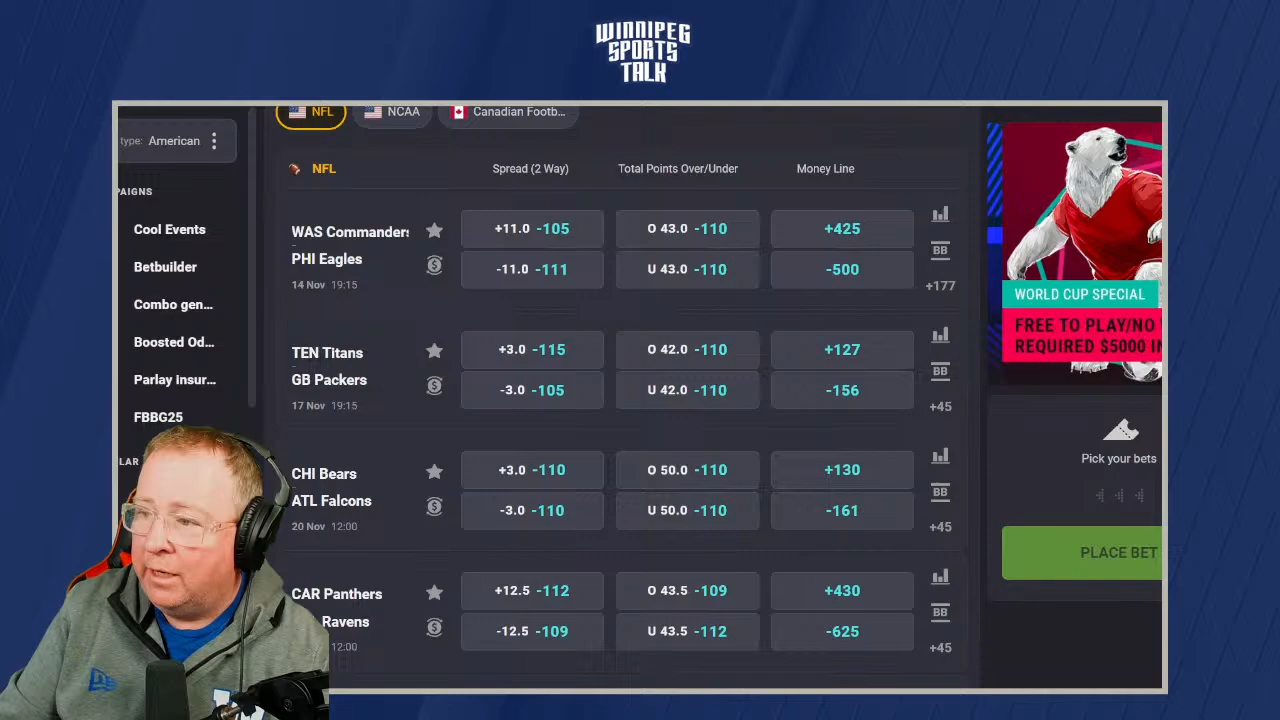 WINNIPEG
SPORTS
TALK
NFL
NCAA
Canadian Footb...
type: American
NFL
Spread (2 Way)
Total Points Over/Under
Money Line
PAIGNS
Cool Events
Betbuilder
Combo gen...
Boosted Od...
Parlay Insur...
FBBG25
LAR
WAS Commanders
+11.0 -105
O 43.0 -110
+425
PHI Eagles
-11.0 -111
U 43.0 -110
-500
BB
14 Nov 19:15
+177
TEN Titans
+3.0 -115
O 42.0 -110
+127
GB Packers
-3.0 -105
U 42.0 -110
-156
BB
17 Nov 19:15
+45
CHI Bears
+3.0 -110
O 50.0 -110
+130
ATL Falcons
-3.0 -110
U 50.0 -110
-161
BB
20 Nov 12:00
+45
CAR Panthers
+12.5 -112
O 43.5 -109
+430
Ravens
-12.5 -109
U 43.5 -112
-625
BB
12:00
+45
WORLD CUP SPECIAL
FREE TO PLAY/NO
REQUIRED $5000 IN
Pick your bets
PLACE BET